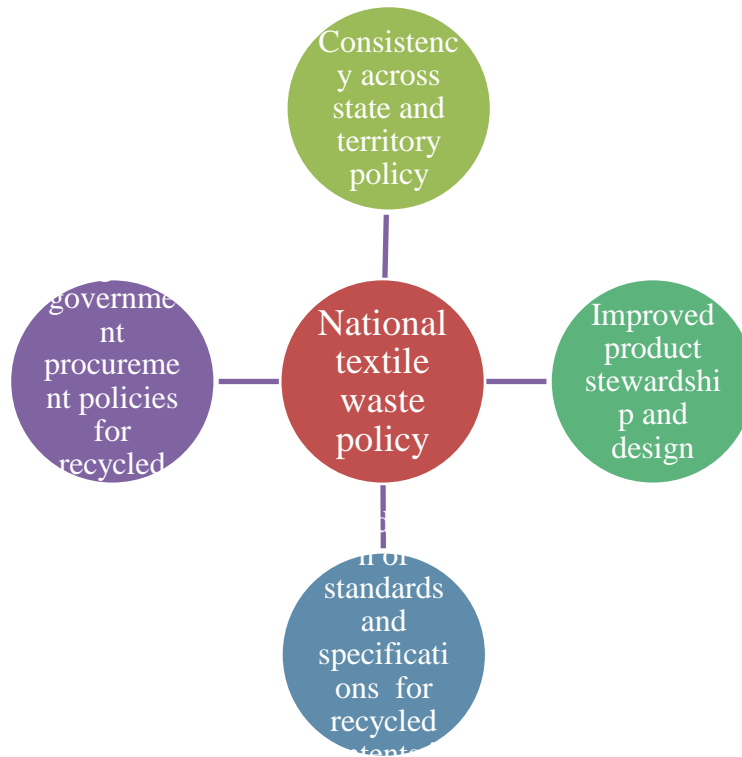 Consistenc
y across
state and
territory
policy
governme
nt
procureme
nt policies
for
recycled
National
textile
waste
policy
Improved
product
stewardshi
p and
design
n of
standards
and
specificati
ons for
recycled